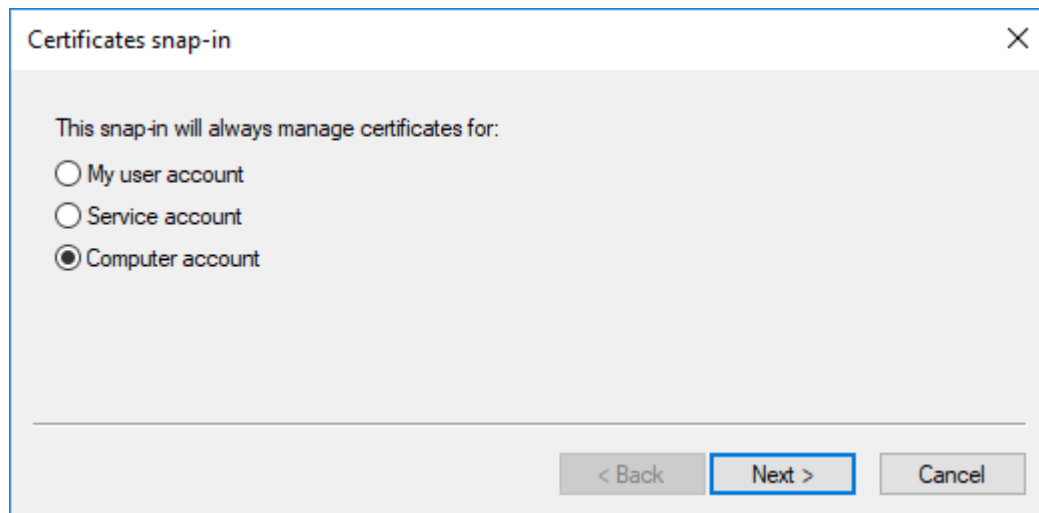 Certificates snap-in
This snap-in will always manage certificates for:
My user account
Service account
Computer account
< Back Next > Cancel